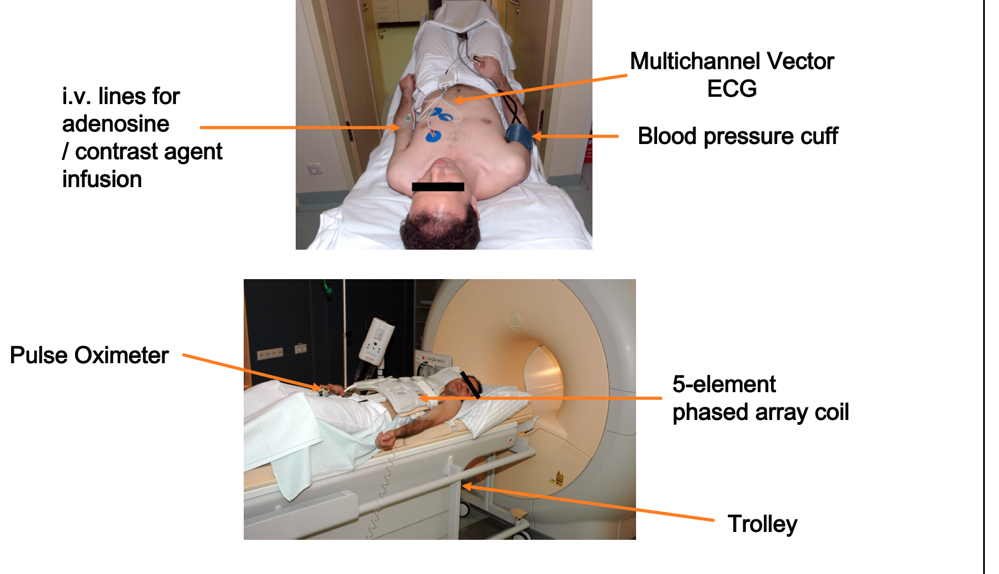 i.v. lines for
adenosine
/ contrast agent
infusion
Multichannel Vector
ECG
Blood pressure cuff
Pulse Oximeter
5-element
phased array coil
Trolley